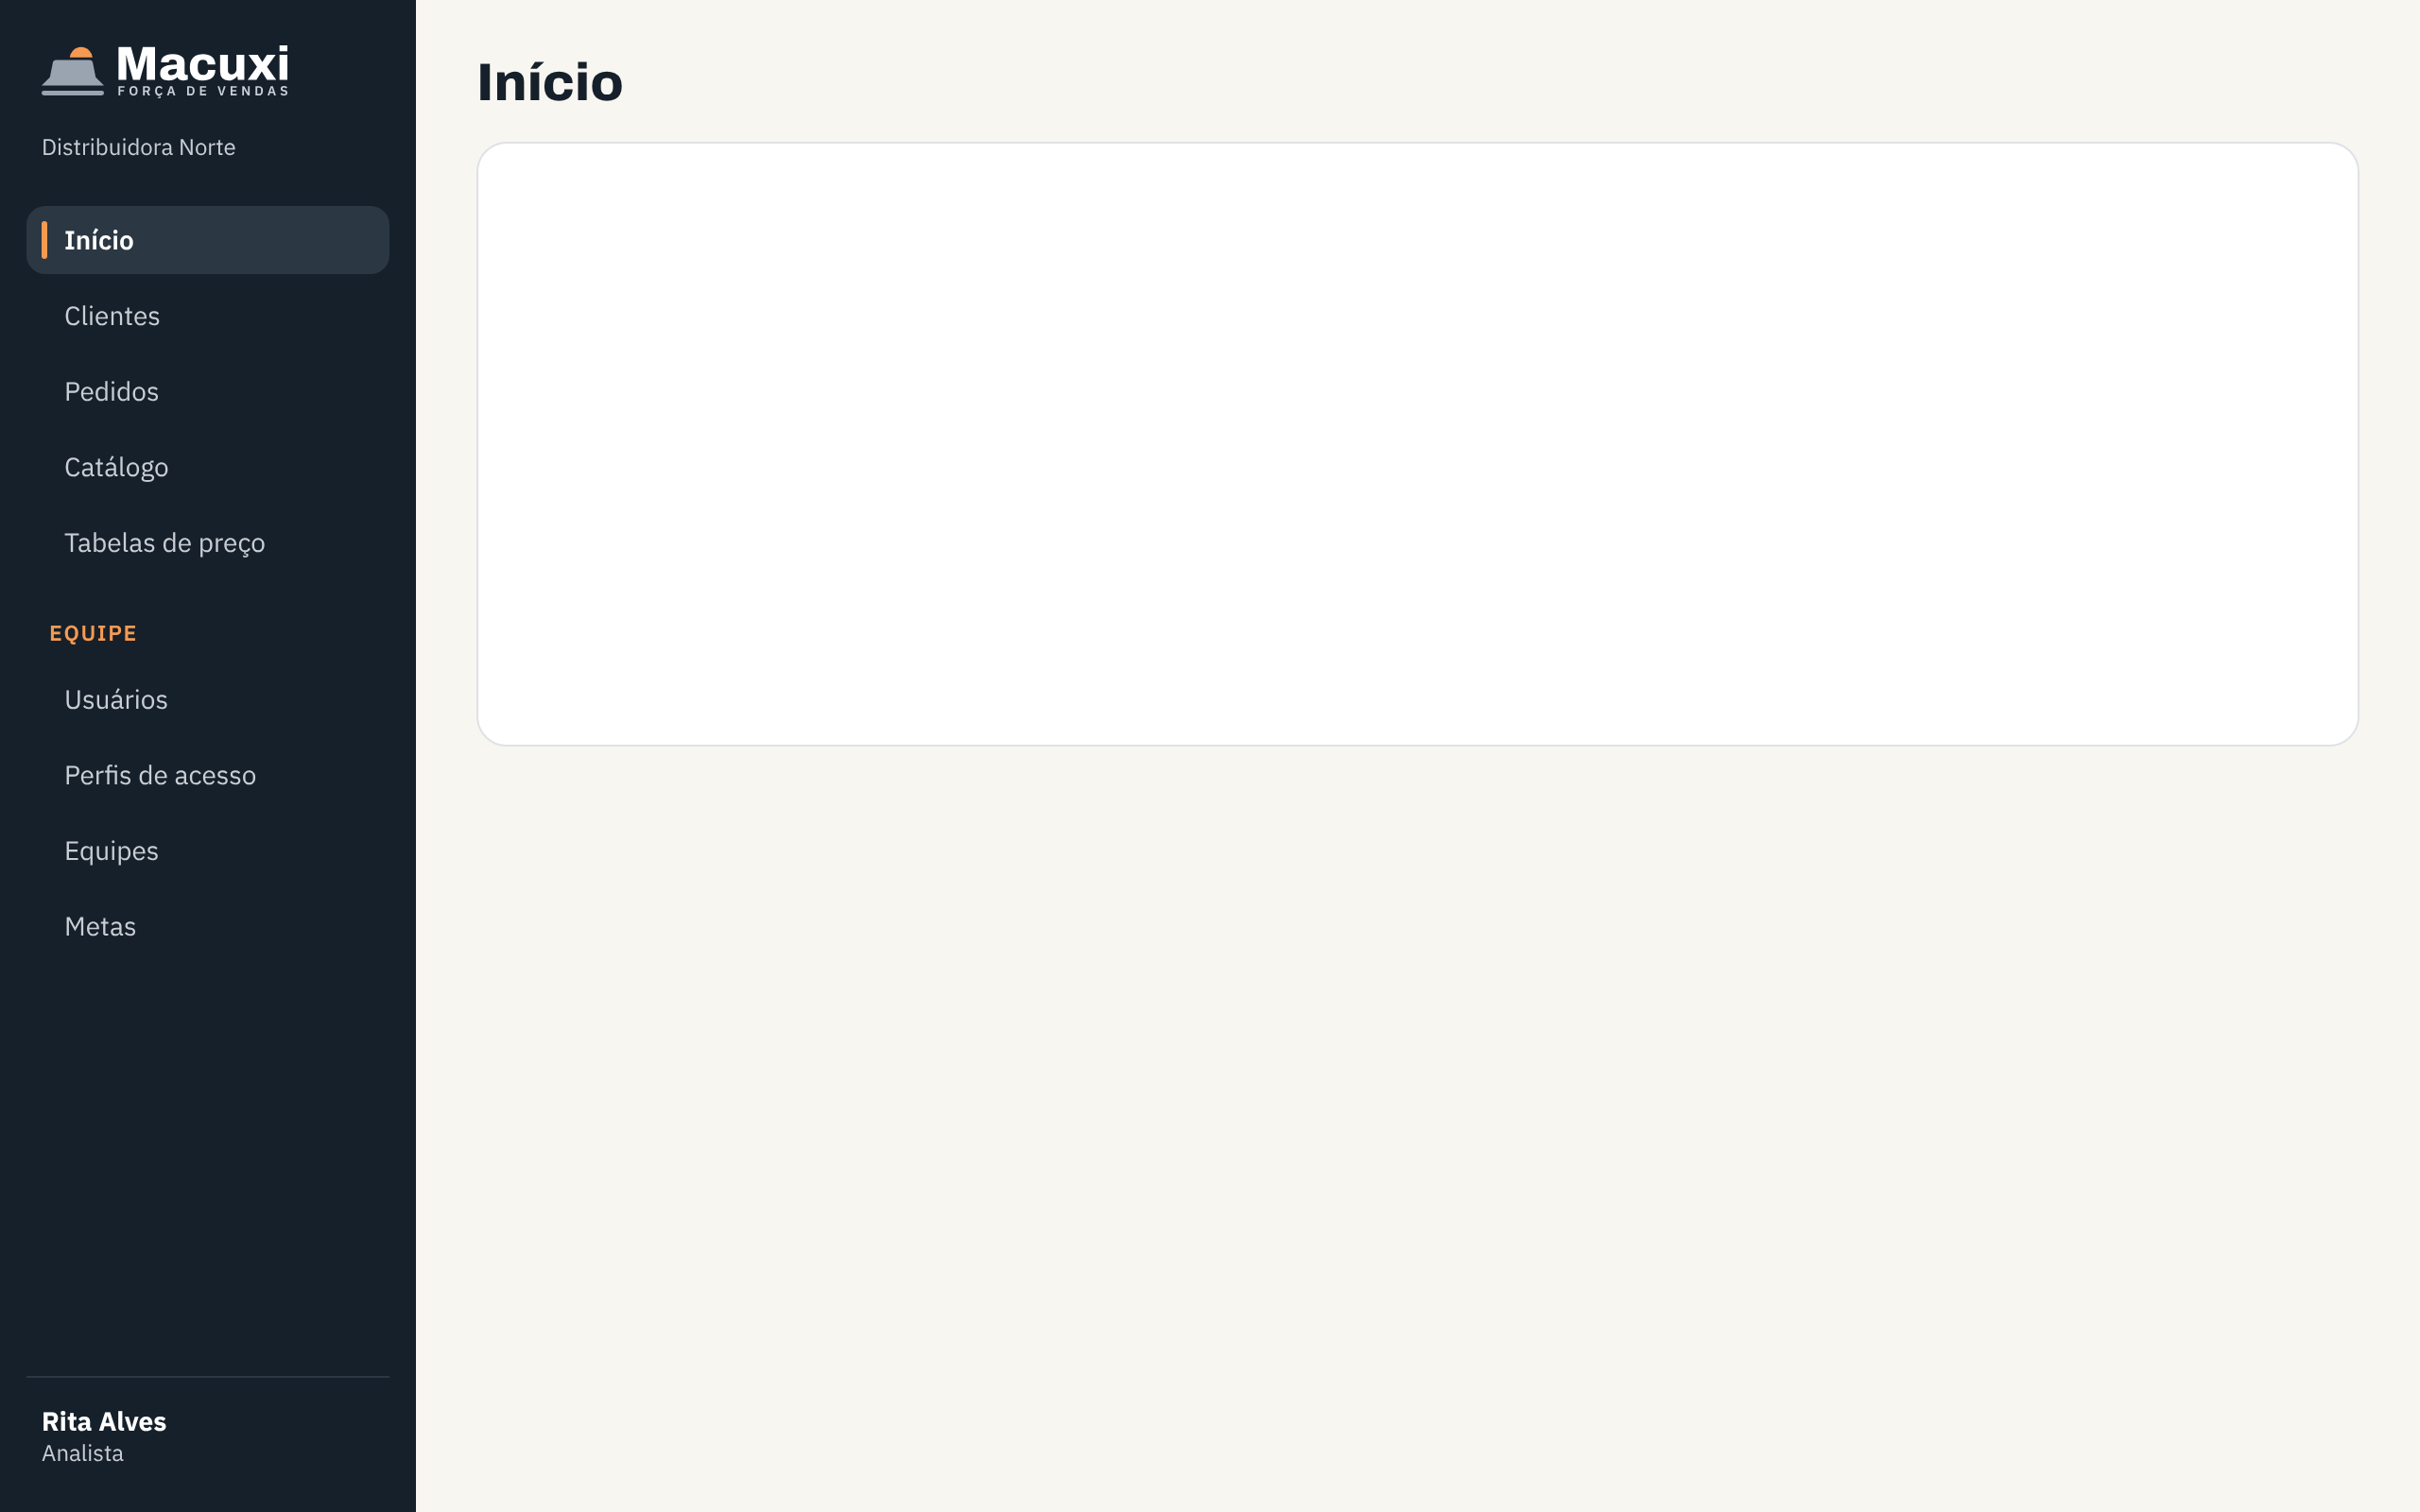 Macuxi
FORÇA DE VENDAS
Distribuidora Norte
Início
Clientes
Pedidos
Catálogo
Tabelas de preço
EQUIPE
Usuários
Perfis de acesso
Equipes
Metas
Rita Alves
Analista
Início